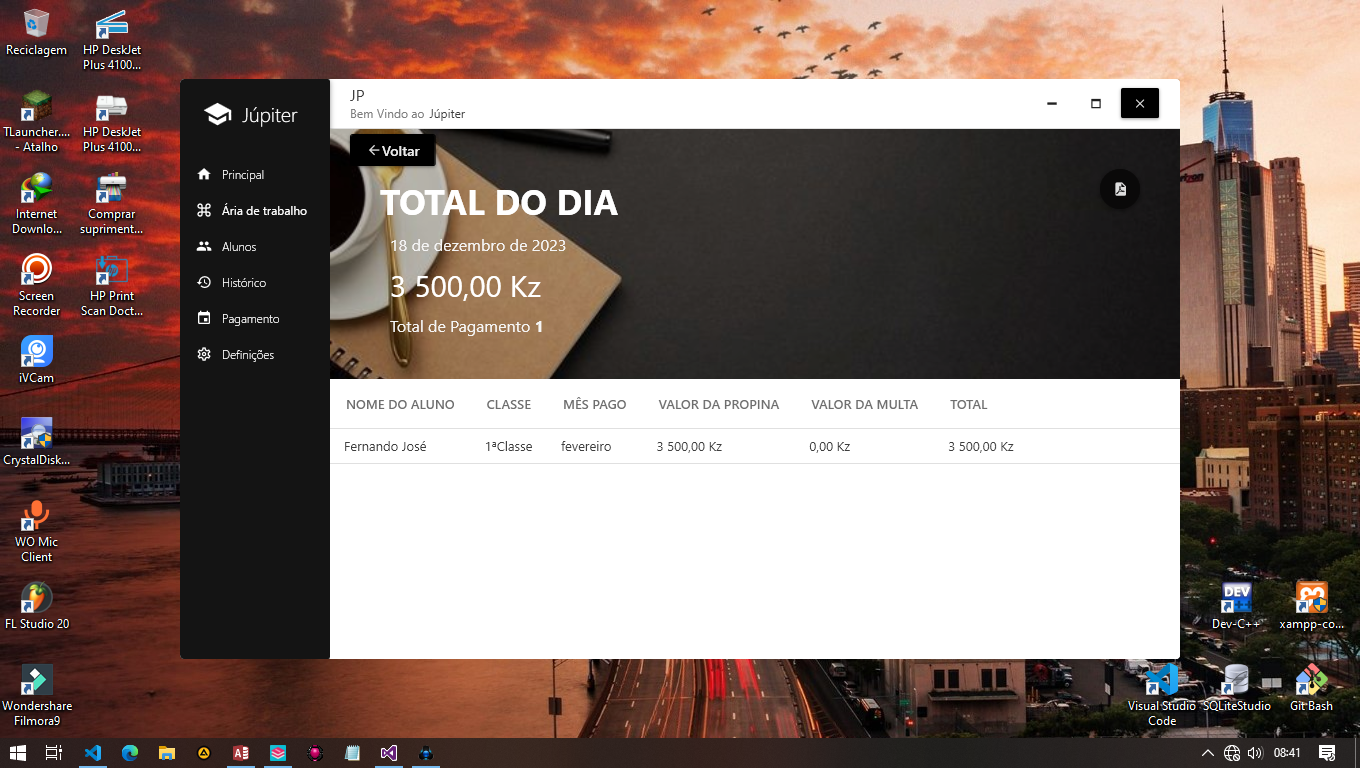 Reciclagem
HP DeskJet
Plus 4100...
TLauncher....
- Atalho
HP DeskJet
Plus 4100...
Internet
Downlo...
Comprar
supriment...
Screen
Recorder
HP Print
Scan Doct...
iVCam
CrystalDisk...
WO Mic
Client
FL Studio 20
Wondershare
Filmora9
Júpiter
Principal
Ária de trabalho
Alunos
Histórico
Pagamento
Definições
JP
Bem Vindo ao Júpiter
Voltar
TOTAL DO DIA
18 de dezembro de 2023
3 500,00 Kz
Total de Pagamento 1
NOME DO ALUNO CLASSE MÊS PAGO VALOR DA PROPINA VALOR DA MULTA TOTAL
Fernando José 1ªClasse fevereiro 3 500,00 Kz 0,00 Kz 3 500,00 Kz
verizon
DEV
Dev-C++
xampp-co...
Visual Studio
Code
SQLiteStudio
Git Bash
08:41